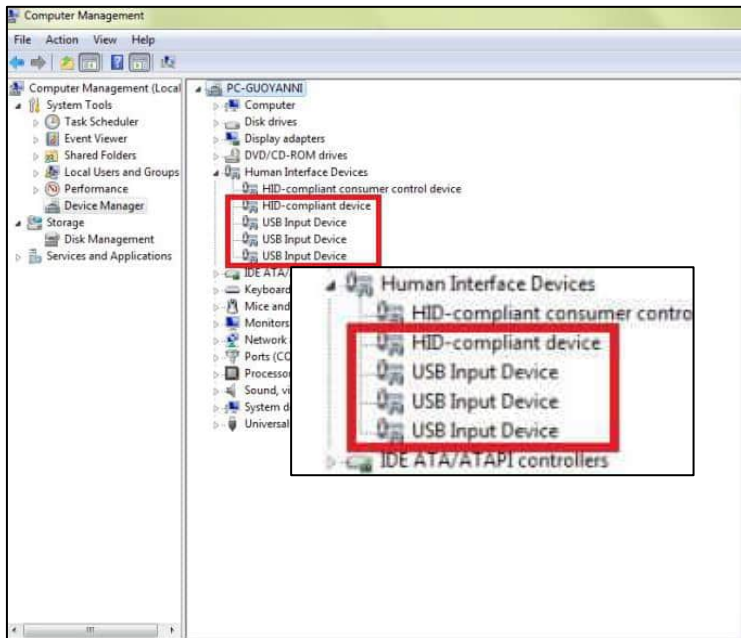 Computer Management
File Action View Help
Computer Management (Local
System Tools
Task Scheduler
Event Viewer
Shared Folders
Local Users and Groups
Performance
Device Manager
Storage
Disk Management
Services and Applications
PC-GUOYANNI
Computer
Disk drives
Display adapters
DVD/CD-ROM drives
Human Interface Devices
HID-compliant consumer control device
HID-compliant device
USB Input Device
USB Input Device
USB Input Device
IDE ATA/
Keyboard
Mice and
Monitors
Network
Ports (CO
Processo
Sound, vi
System d
Universal
Human Interface Devices
HID-compliant consumer contro
HID-compliant device
USB Input Device
USB Input Device
USB Input Device
IDE ATA/ATAPI controllers